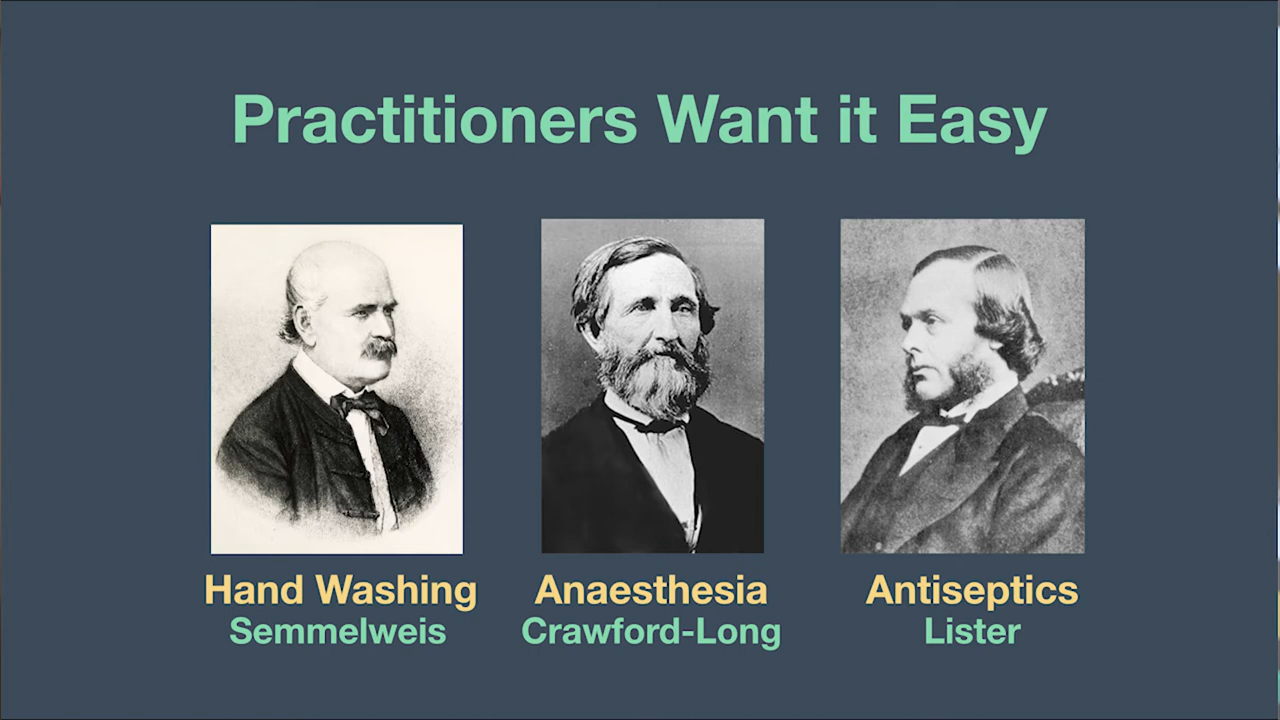 Practitioners Want it Easy
Hand Washing
Semmelweis
Anaesthesia
Crawford-Long
Antiseptics
Lister